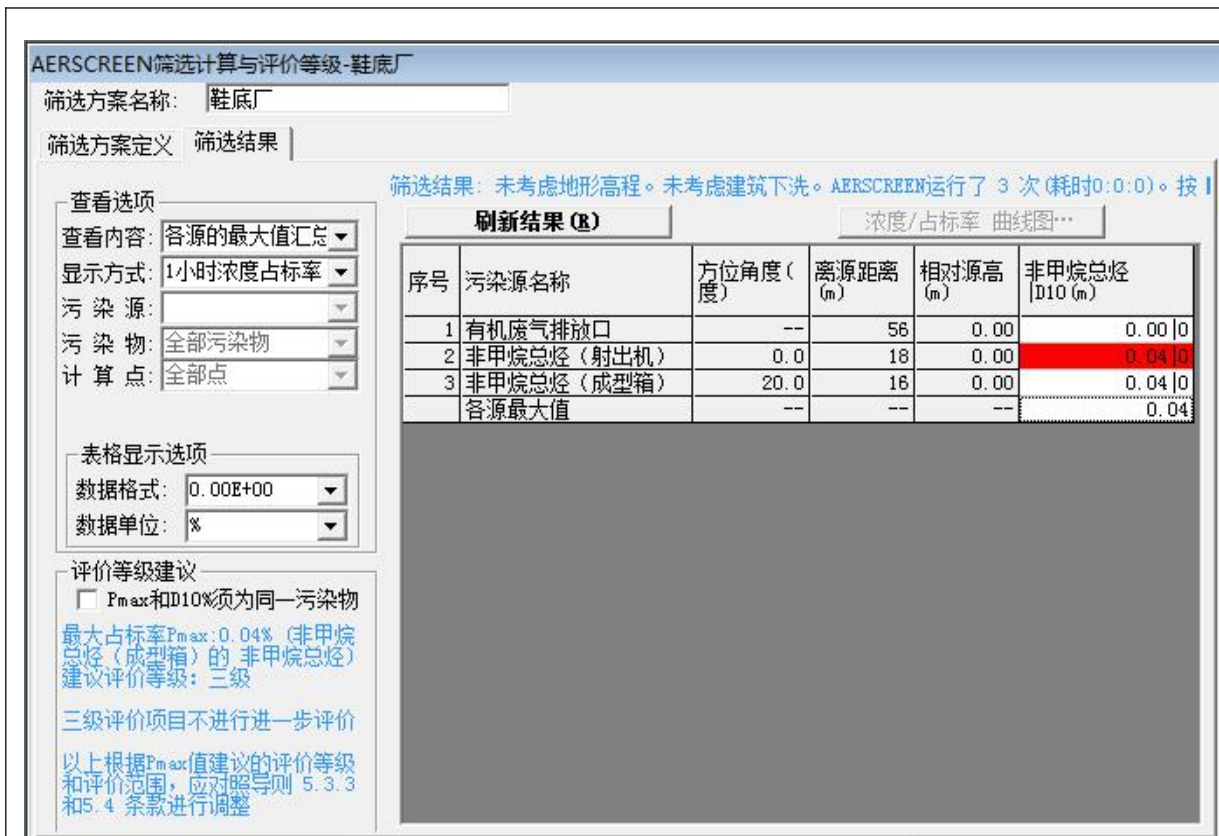 AERSCREEN筛选计算与评价等级-鞋底厂
筛选方案名称: 鞋底厂
筛选方案定义 筛选结果
筛选结果: 未考虑地形高程。未考虑建筑下洗。AERSCREEN运行了 3 次(耗时0:0:0)。按
查看选项
查看内容: 各源的最大值汇总
显示方式: 1小时浓度占标率
污 染 源:
污 染 物: 全部污染物
计 算 点: 全部点
表格显示选项
数据格式: 0.00E+00
数据单位: %
评价等级建议
Pmax和D10%须为同一污染物
最大占标率Pmax:0.04% (非甲烷
总烃(成型箱)的 非甲烷总烃)
建议评价等级: 三级
三级评价项目不进行进一步评价
以上根据Pmax值建议的评价等级
和评价范围,应对照导则 5.3.3
和5.4 条款进行调整
刷新结果(R) 浓度/占标率 曲线图…
序号 污染源名称 方位角度(度) 离源距离(m) 相对源高(m) 非甲烷总烃|D10(m)
1 有机废气排放口 -- 56 0.00 0.00|0
2 非甲烷总烃(射出机) 0.0 18 0.00 0.04|0
3 非甲烷总烃(成型箱) 20.0 16 0.00 0.04|0
各源最大值 -- -- -- 0.04